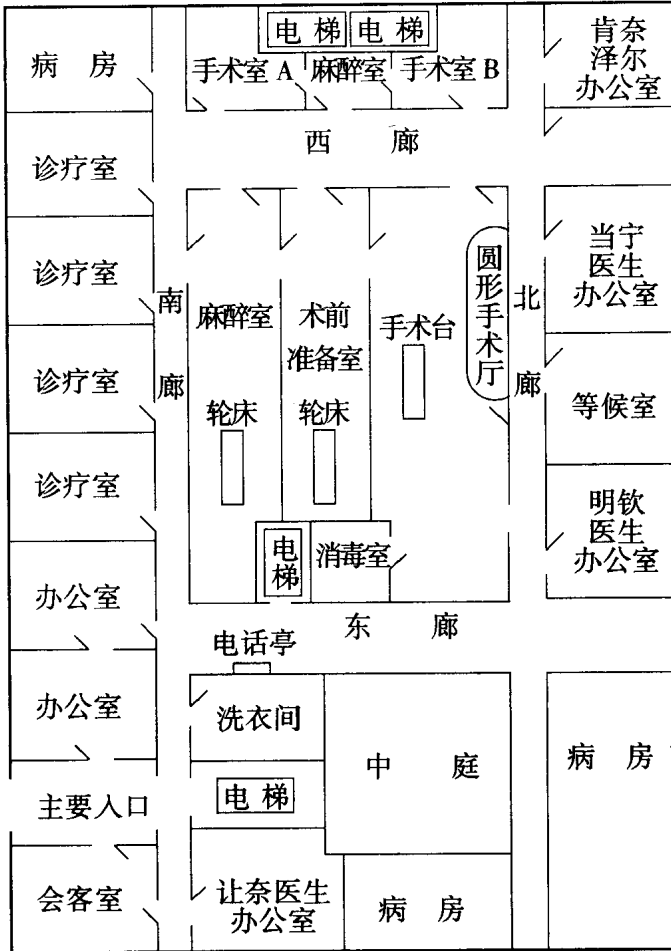 电梯 电梯
病房
手术室A 麻醉室 手术室B
肯奈
泽尔
办公室
西廊
诊疗室
诊疗室
诊疗室
诊疗室
南廊
麻醉室
术前
准备室
手术台
圆形手术厅
北廊
当宁
医生
办公室
轮床
轮床
等候室
电梯
消毒室
明钦
医生
办公室
办公室
东廊
电话亭
办公室
洗衣间
中庭
病房
主要入口
电梯
会客室
让奈医生
办公室
病房